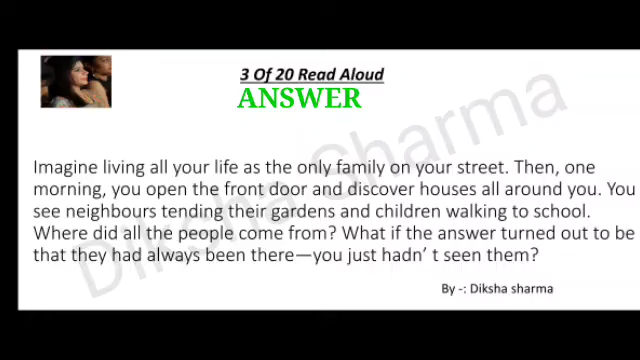 3 Of 20 Read Aloud
ANSWER
Imagine living all your life as the only family on your street. Then, one
morning, you open the front door and discover houses all around you. You
see neighbours tending their gardens and children walking to school.
Where did all the people come from? What if the answer turned out to be
that they had always been there—you just hadn' t seen them?
By -: Diksha sharma
Diksha Sharma